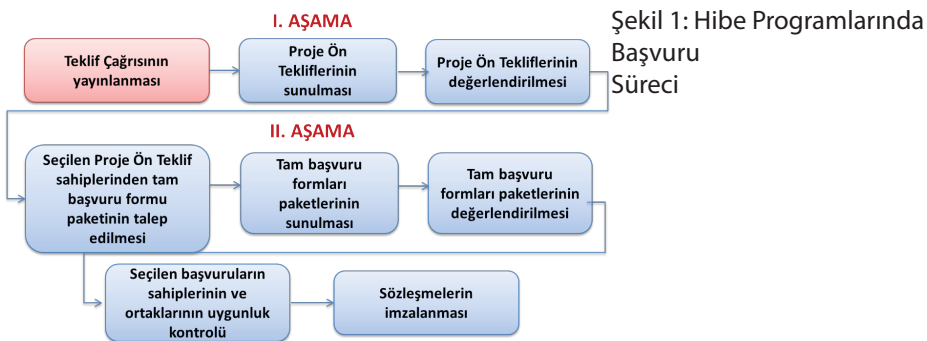 I. AŞAMA
Teklif Çağrısının
yayınlanması
Proje Ön
Tekliflerinin
sunulması
Proje Ön Tekliflerinin
değerlendirilmesi
Şekil 1: Hibe Programlarında
Başvuru
Süreci
II. AŞAMA
Seçilen Proje Ön Teklif
sahiplerinden tam
başvuru formu
paketinin talep
edilmesi
Tam başvuru
formları
paketlerinin
sunulması
Tam başvuru
formları paketlerinin
değerlendirilmesi
Seçilen başvuruların
sahiplerinin ve
ortaklarının uygunluk
kontrolü
Sözleşmelerin
imzalanması